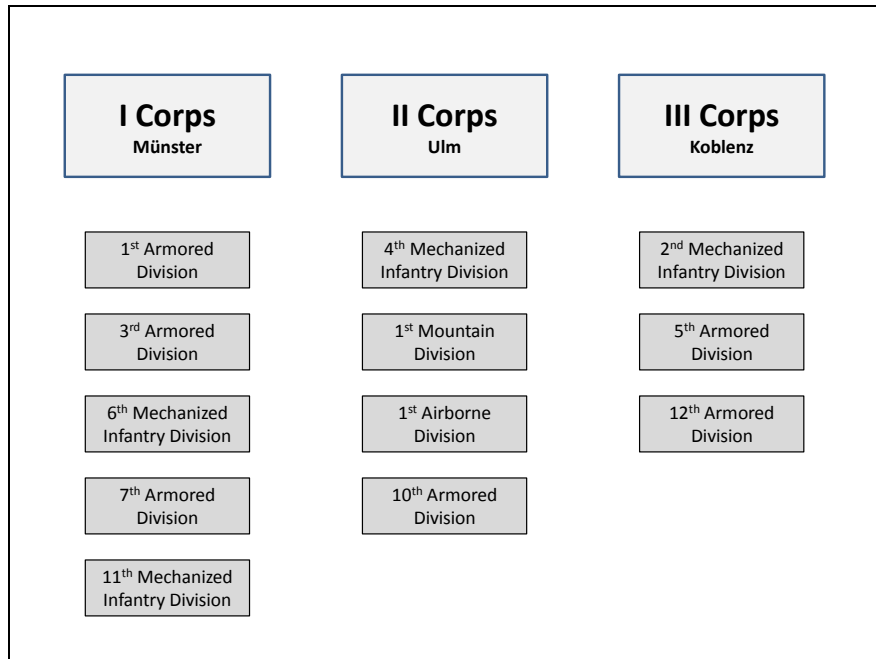 I Corps
Münster
1st Armored
Division
3rd Armored
Division
6th Mechanized
Infantry Division
7th Armored
Division
11th Mechanized
Infantry Division
II Corps
Ulm
4th Mechanized
Infantry Division
1st Mountain
Division
1st Airborne
Division
10th Armored
Division
III Corps
Koblenz
2nd Mechanized
Infantry Division
5th Armored
Division
12th Armored
Division